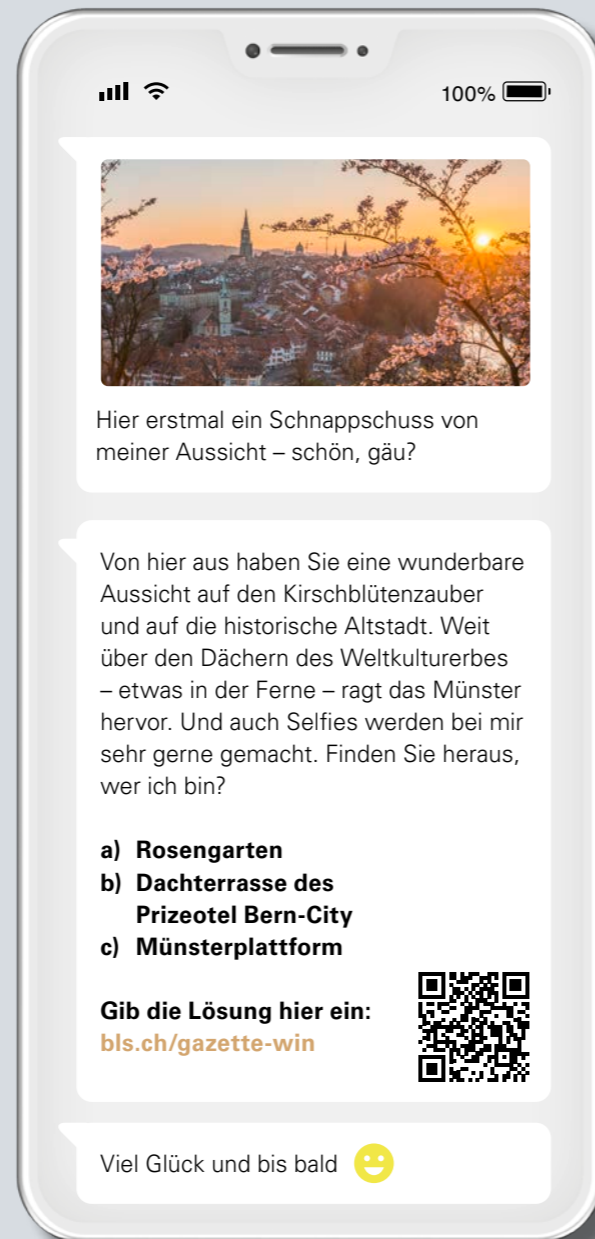 100%
Hier erstmal ein Schnappschuss von
meiner Aussicht – schön, gäu?
Von hier aus haben Sie eine wunderbare
Aussicht auf den Kirschblütenzauber
und auf die historische Altstadt. Weit
über den Dächern des Weltkulturerbes
– etwas in der Ferne – ragt das Münster
hervor. Und auch Selfies werden bei mir
sehr gerne gemacht. Finden Sie heraus,
wer ich bin?
a) Rosengarten
b) Dachterrasse des
Prizeotel Bern-City
c) Münsterplattform
Gib die Lösung hier ein:
bls.ch/gazette-win
Viel Glück und bis bald